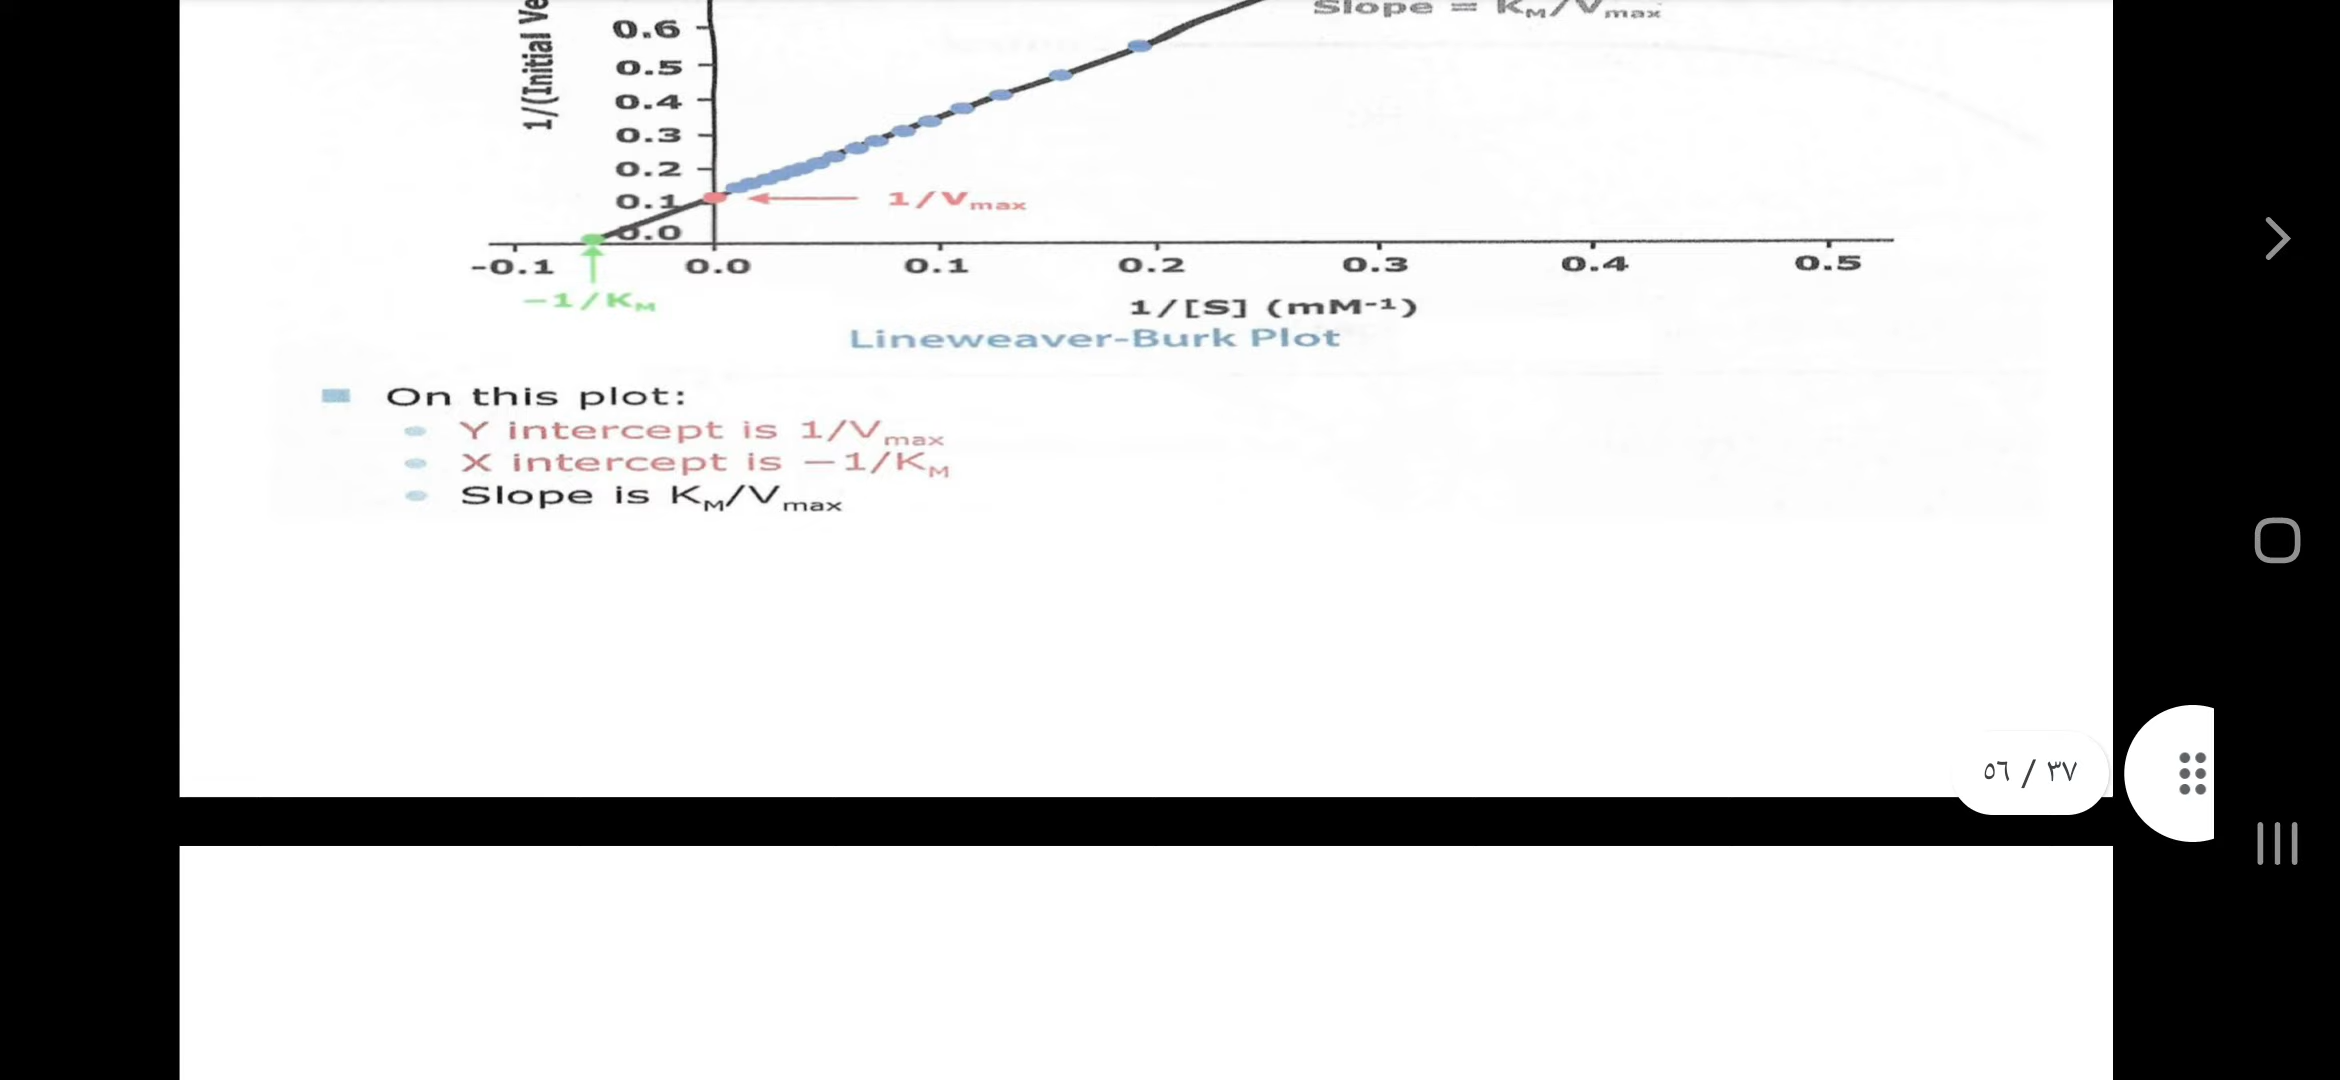 Slope = KM/Vmax
1/(Initial Ve
0.6
0.5
0.4
0.3
0.2
0.1
0.0
1/Vmax
-0.1 0.0 0.1 0.2 0.3 0.4 0.5
−1/KM
1/[S] (mM-1)
Lineweaver-Burk Plot
On this plot:
Y intercept is 1/Vmax
X intercept is −1/KM
Slope is KM/Vmax
٥٦ / ٣٧